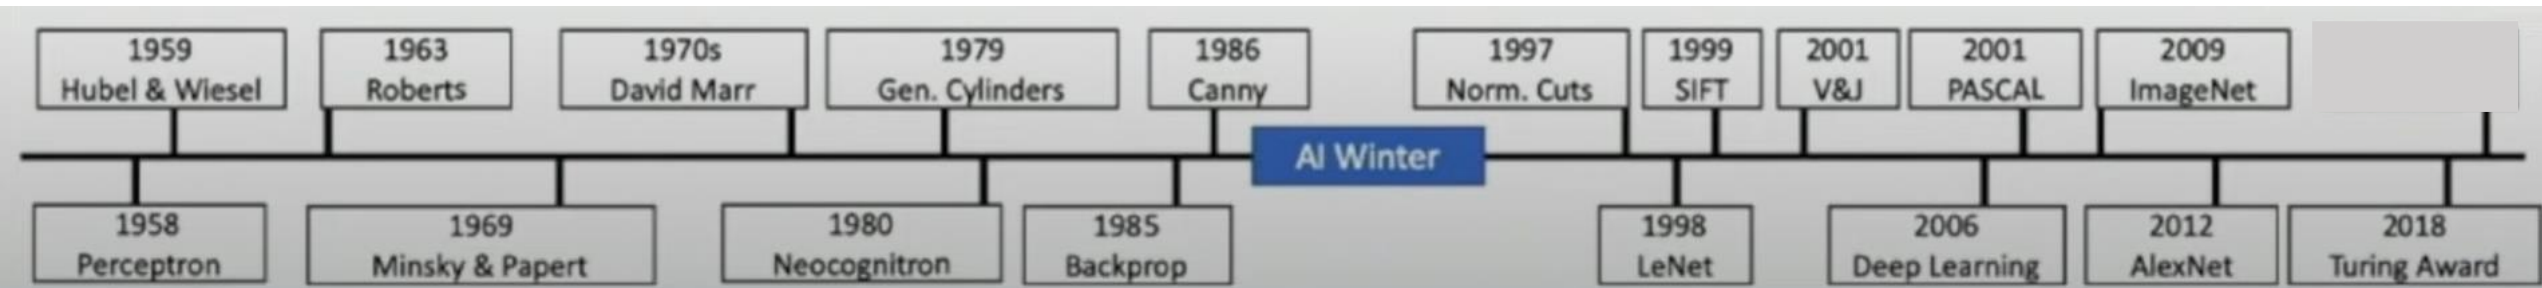 1959
Hubel & Wiesel
1963
Roberts
1970s
David Marr
1979
Gen. Cylinders
1986
Canny
1997
Norm. Cuts
1999
SIFT
2001
V&J
2001
PASCAL
2009
ImageNet
AI Winter
1958
Perceptron
1969
Minsky & Papert
1980
Neocognitron
1985
Backprop
1998
LeNet
2006
Deep Learning
2012
AlexNet
2018
Turing Award